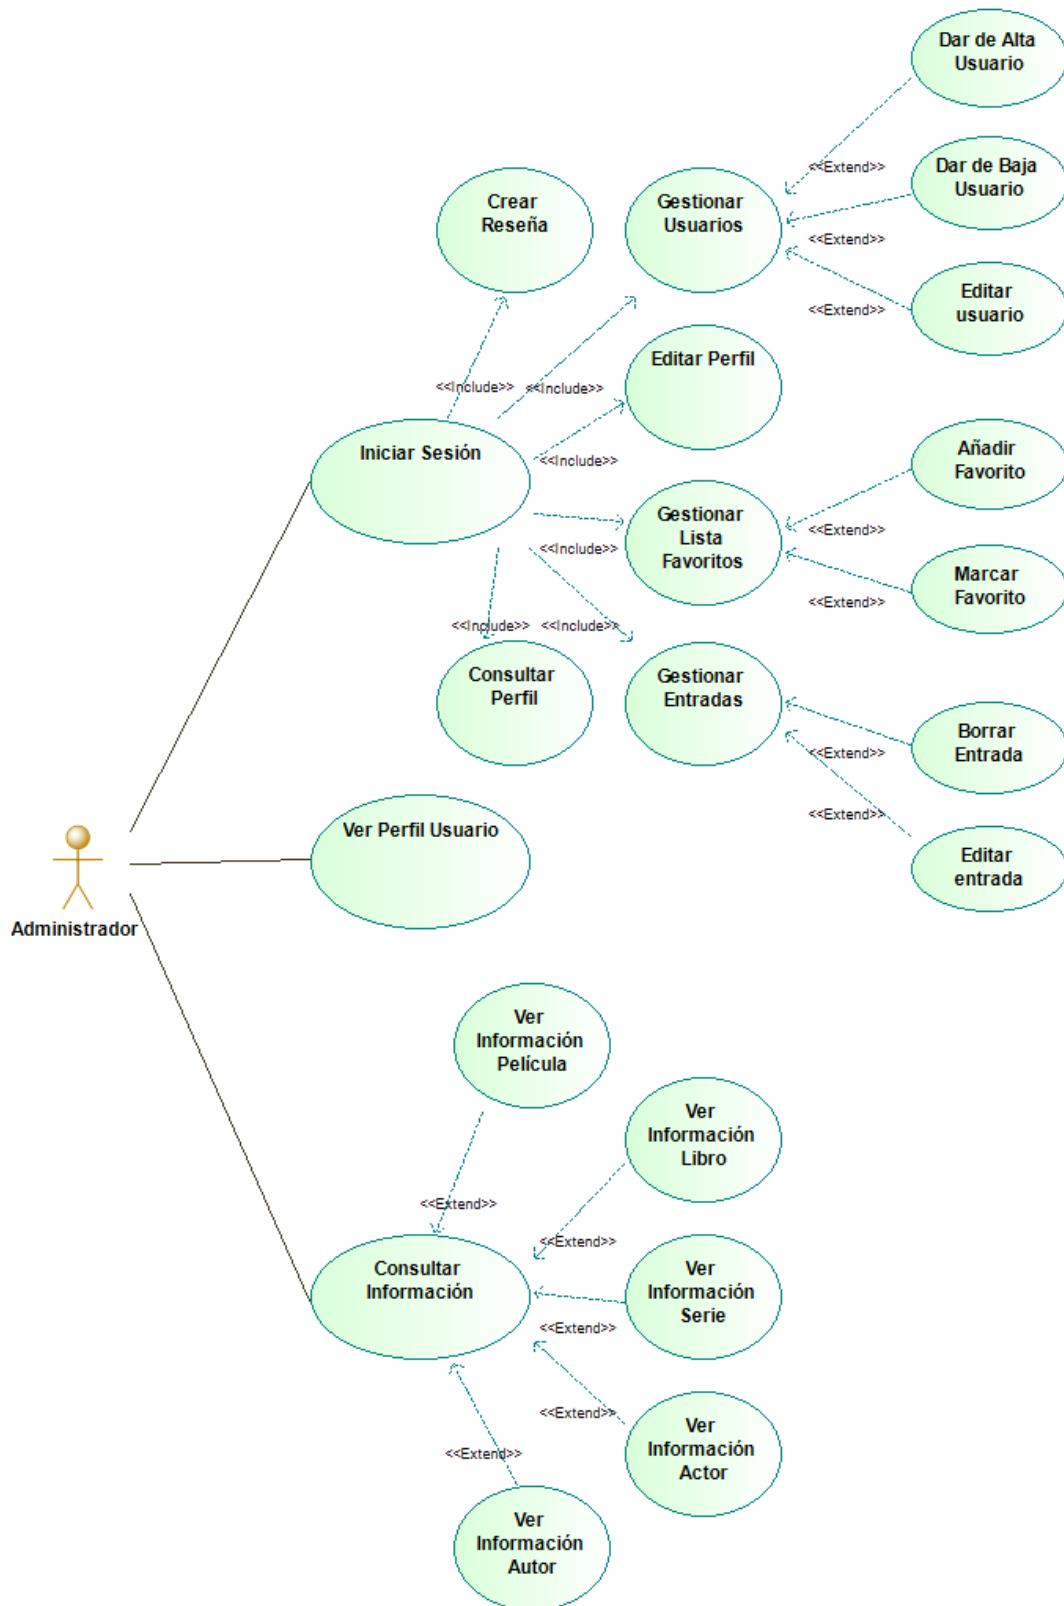 Dar de Alta
Usuario
<<Extend>>
Dar de Baja
Usuario
Crear
Reseña
Gestionar
Usuarios
<<Extend>>
Editar
usuario
<<Extend>>
Editar Perfil
<<Include>>
<<Include>>
Iniciar Sesión
<<Include>>
Añadir
Favorito
Gestionar
Lista
Favoritos
<<Extend>>
<<Include>>
Marcar
Favorito
<<Extend>>
<<Include>>
<<Include>>
Consultar
Perfil
Gestionar
Entradas
Borrar
Entrada
<<Extend>>
<<Extend>>
Ver Perfil Usuario
Editar
entrada
Administrador
Ver
Información
Película
Ver
Información
Libro
<<Extend>>
<<Extend>>
Consultar
Información
Ver
Información
Serie
<<Extend>>
<<Extend>>
Ver
Información
Actor
<<Extend>>
Ver
Información
Autor